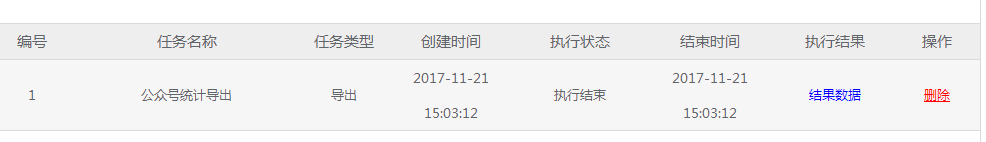 编号 任务名称 任务类型 创建时间 执行状态 结束时间 执行结果 操作
1 公众号统计导出 导出 2017-11-21 15:03:12 执行结束 2017-11-21 15:03:12 结果数据 删除